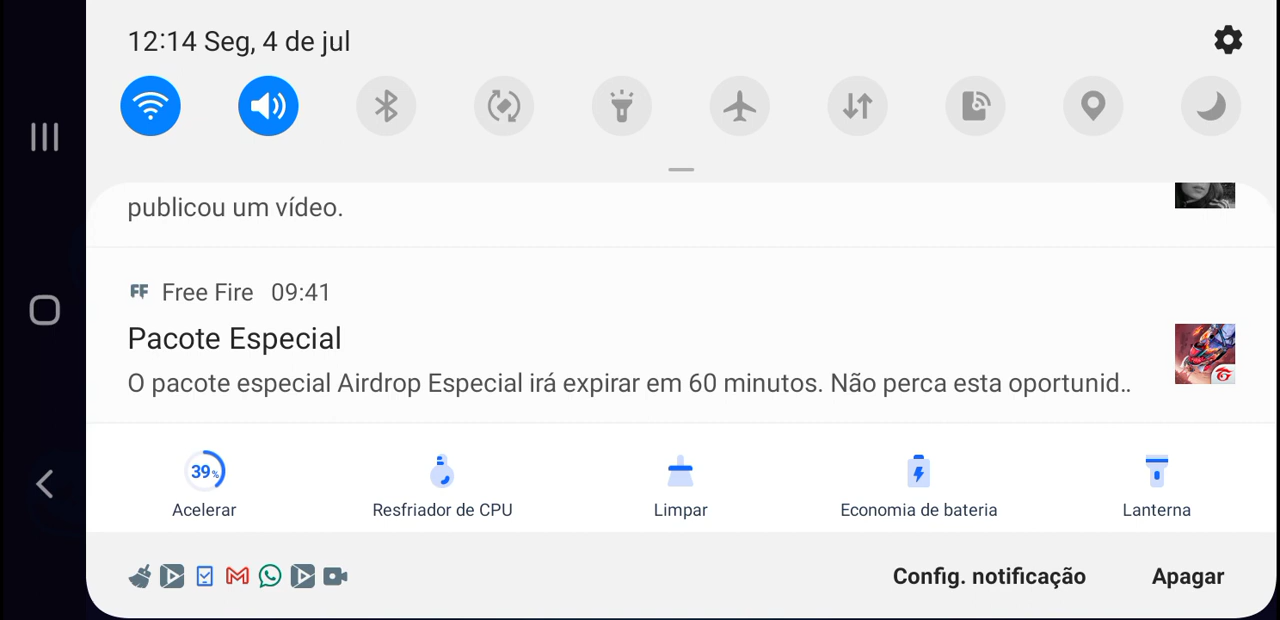 12:14 Seg, 4 de jul
publicou um vídeo.
FF Free Fire 09:41
Pacote Especial
O pacote especial Airdrop Especial irá expirar em 60 minutos. Não perca esta oportunid..
39%
Acelerar
Resfriador de CPU
Limpar
Economia de bateria
Lanterna
Config. notificação
Apagar